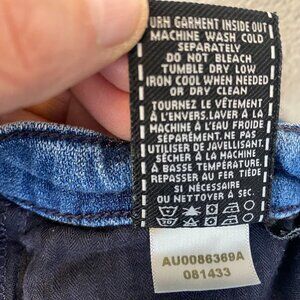 TURN GARMENT INSIDE OUT
MACHINE WASH COLD
SEPARATELY
DO NOT BLEACH
TUMBLE DRY LOW
IRON COOL WHEN NEEDED
OR DRY CLEAN
TOURNEZ LE VÊTEMENT
À L'ENVERS.LAVER À LA
MACHINE À L'EAU FROIDE
SÉPARÉMENT. NE PAS
UTILISER DE JAVELLISANT.
SÉCHER À LA MACHINE
À BASSE TEMPÉRATURE.
REPASSER AU FER TIÈDE
SI NÉCESSAIRE
OU NETTOYER À SEC.
30
AU0086369A
081433